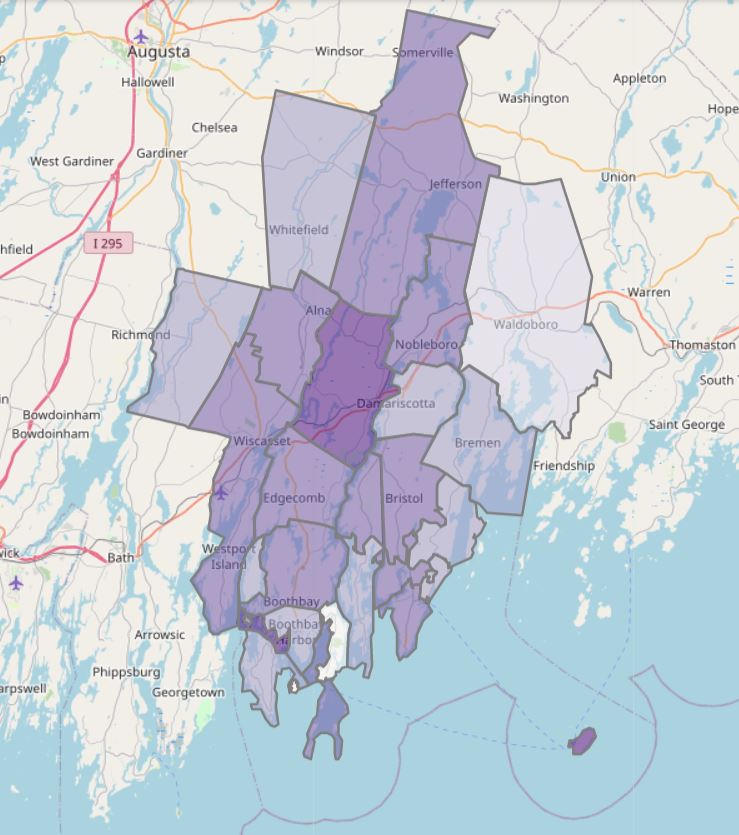 Augusta
Windsor
Somerville
Hallowell
Appleton
Washington
Hope
Chelsea
West Gardiner
Gardiner
Union
Jefferson
Whitefield
I 295
Warren
Alna
Waldoboro
Richmond
Nobleboro
Thomaston
South
Damariscotta
Bowdoinham
Bowdoinham
Saint George
Wiscasset
Bremen
Friendship
Edgecomb
Bristol
Westport
Island
wick
Bath
Boothbay
Boothbay
Harbor
Arrowsic
Phippsburg
Georgetown
arpswell